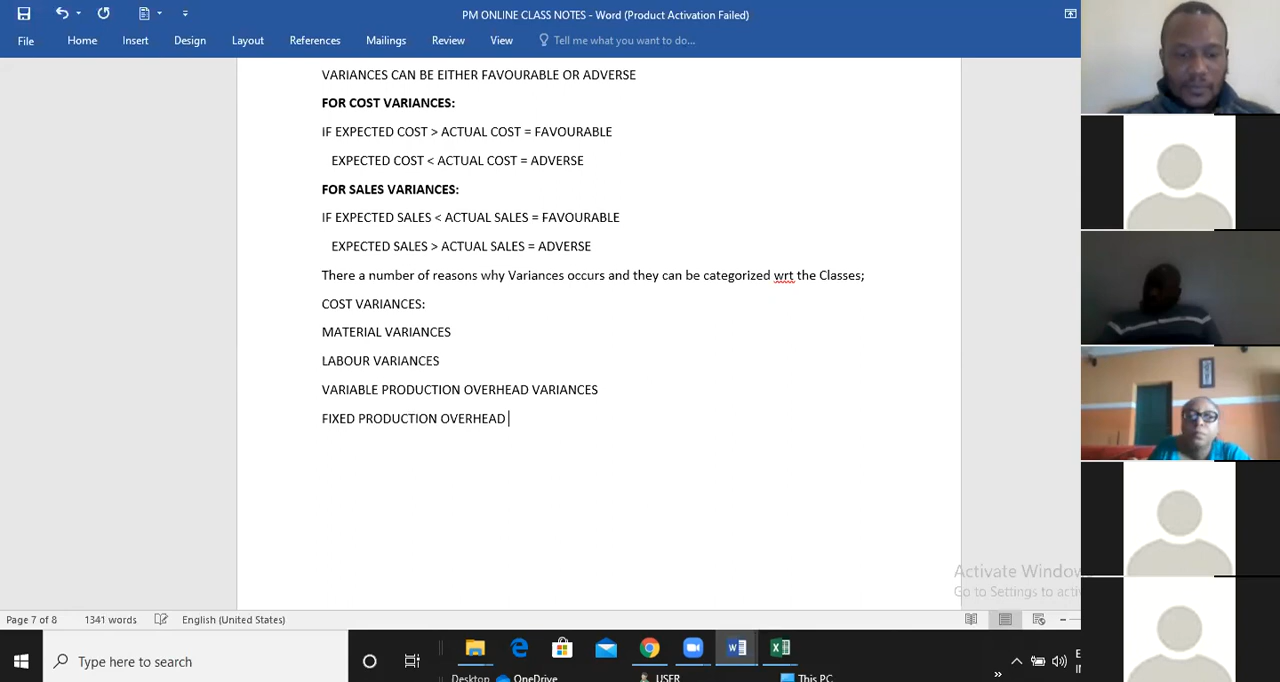 PM ONLINE CLASS NOTES - Word (Product Activation Failed)
File Home Insert Design Layout References Mailings Review View Tell me what you want to do...
VARIANCES CAN BE EITHER FAVOURABLE OR ADVERSE
FOR COST VARIANCES:
IF EXPECTED COST > ACTUAL COST = FAVOURABLE
EXPECTED COST < ACTUAL COST = ADVERSE
FOR SALES VARIANCES:
IF EXPECTED SALES < ACTUAL SALES = FAVOURABLE
EXPECTED SALES > ACTUAL SALES = ADVERSE
There a number of reasons why Variances occurs and they can be categorized wrt the Classes;
COST VARIANCES:
MATERIAL VARIANCES
LABOUR VARIANCES
VARIABLE PRODUCTION OVERHEAD VARIANCES
FIXED PRODUCTION OVERHEAD
Activate Window
Go to Settings to acti
Page 7 of 8 1341 words English (United States)
Type here to search
Desktop OneDrive USER This PC